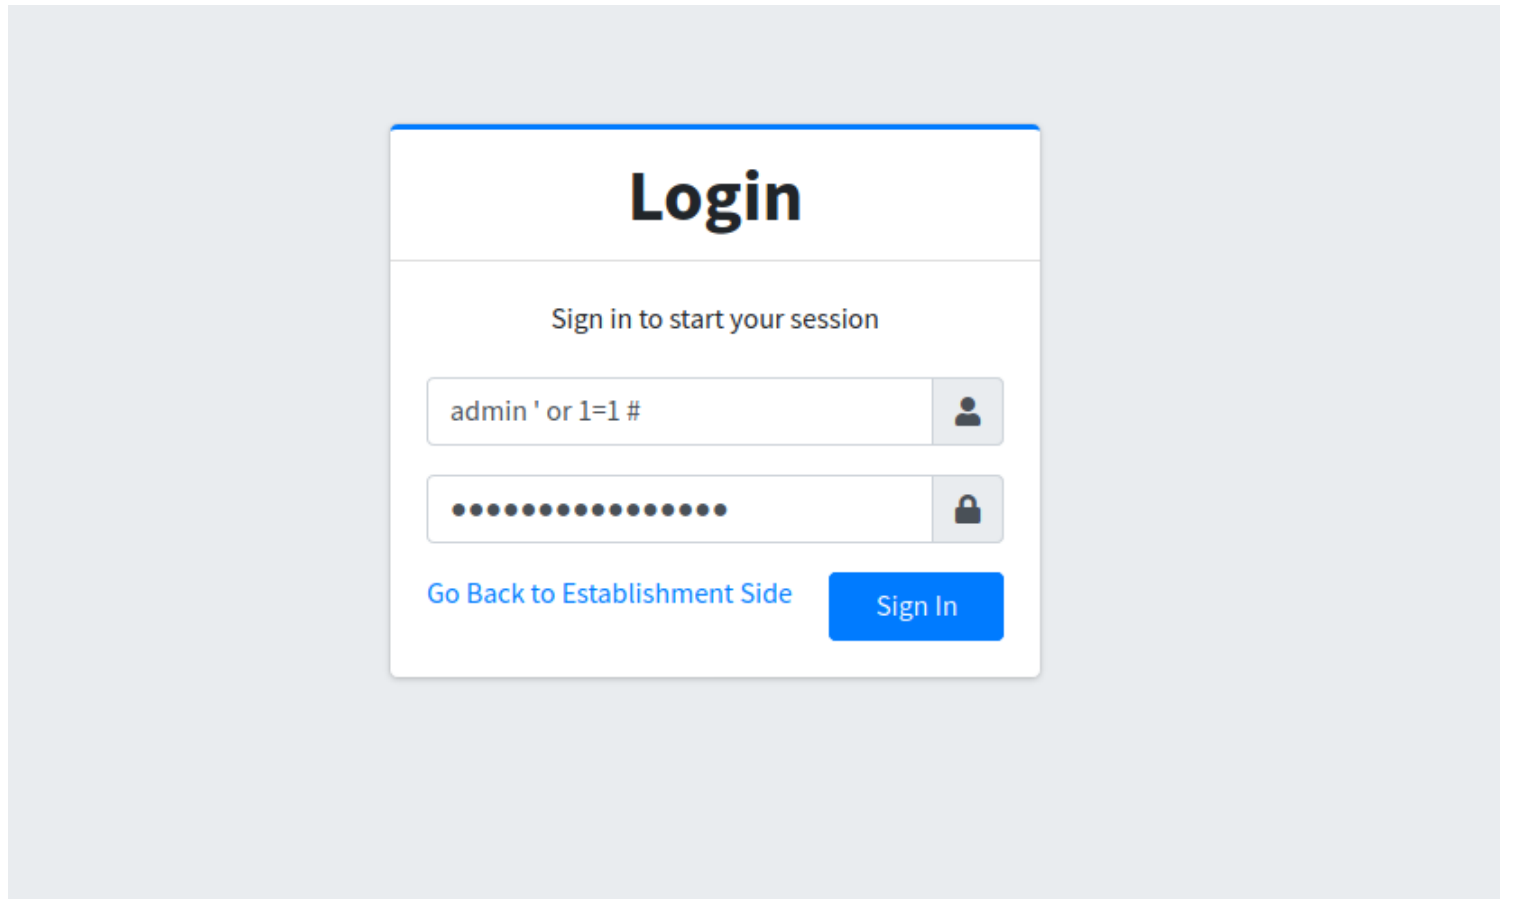 Login
Sign in to start your session
admin ' or 1=1 #
••••••••••••••••
Go Back to Establishment Side
Sign In